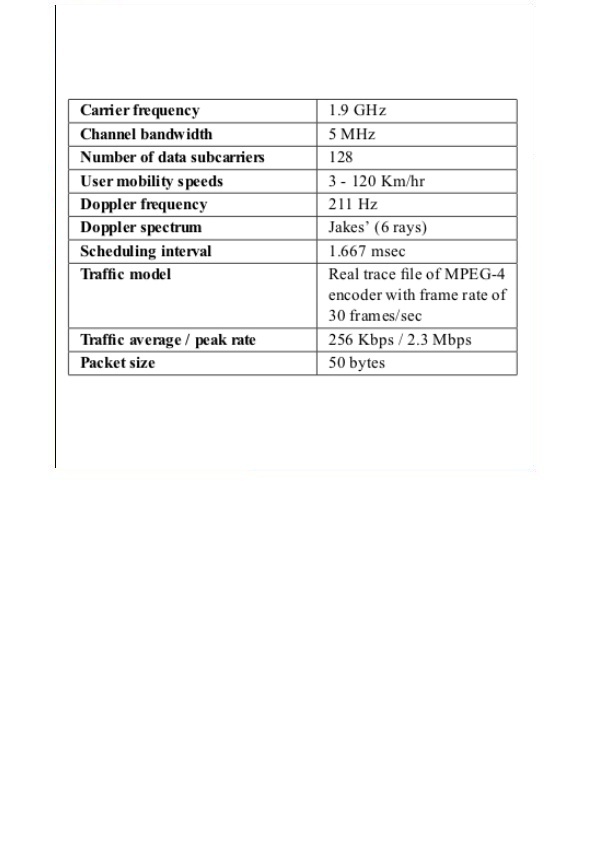 Carrier frequency 1.9 GHz
Channel bandwidth 5 MHz
Number of data subcarriers 128
User mobility speeds 3 - 120 Km/hr
Doppler frequency 211 Hz
Doppler spectrum Jakes’ (6 rays)
Scheduling interval 1.667 msec
Traffic model Real trace file of MPEG-4
encoder with frame rate of
30 frames/sec
Traffic average / peak rate 256 Kbps / 2.3 Mbps
Packet size 50 bytes